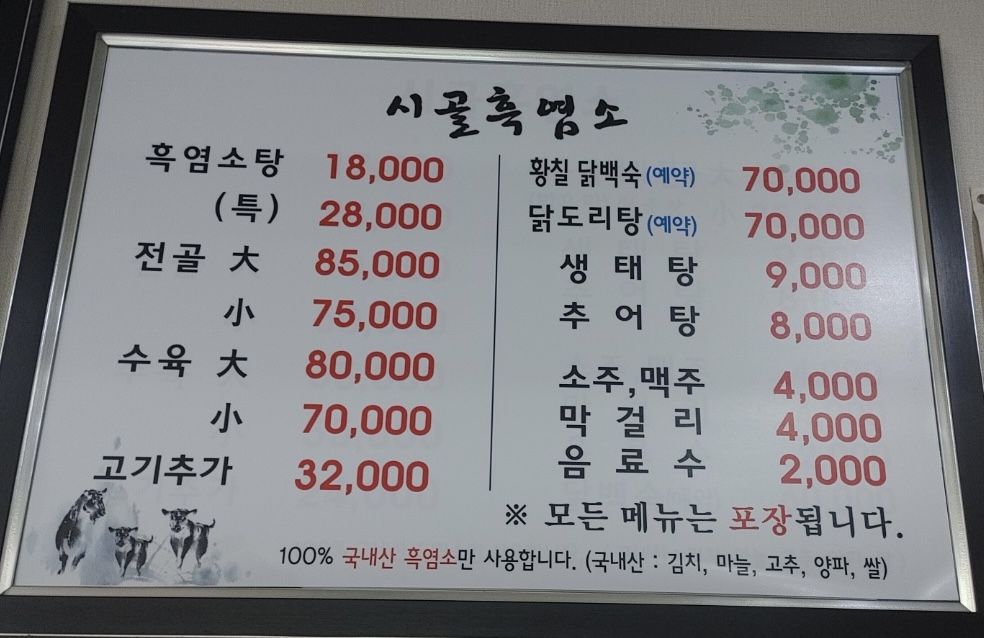 시골흑염소
흑염소탕 18,000
(특) 28,000
전골 大 85,000
小 75,000
수육 大 80,000
小 70,000
고기추가 32,000
황칠 닭백숙(예약) 70,000
닭도리탕(예약) 70,000
생태탕 9,000
추어탕 8,000
소주,맥주 4,000
막걸리 4,000
음료수 2,000
※ 모든 메뉴는 포장됩니다.
100% 국내산 흑염소만 사용합니다. (국내산 : 김치, 마늘, 고추, 양파, 쌀)